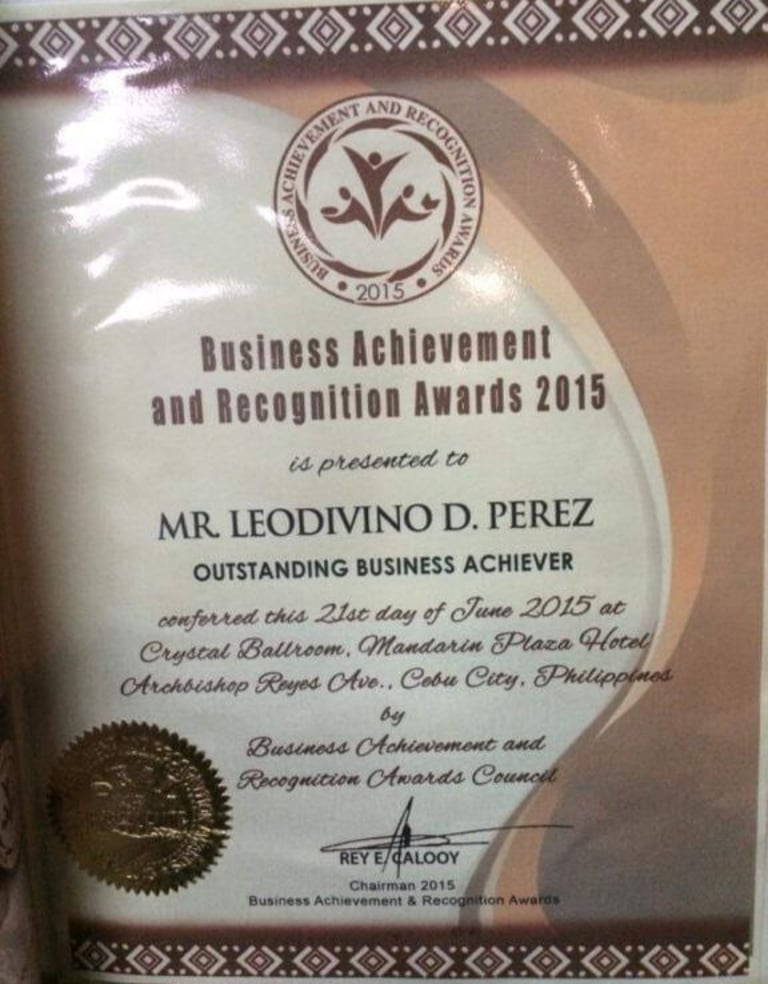 BUSINESS ACHIEVEMENT AND RECOGNITION AWARDS
2015
Business Achievement
and Recognition Awards 2015
is presented to
MR. LEODIVINO D. PEREZ
OUTSTANDING BUSINESS ACHIEVER
conferred this 21st day of June 2015 at
Crystal Ballroom, Mandarin Plaza Hotel
Archbishop Reyes Ave., Cebu City, Philippines
by
Business Achievement and
Recognition Awards Council
REY E. CALOOY
Chairman 2015
Business Achievement & Recognition Awards